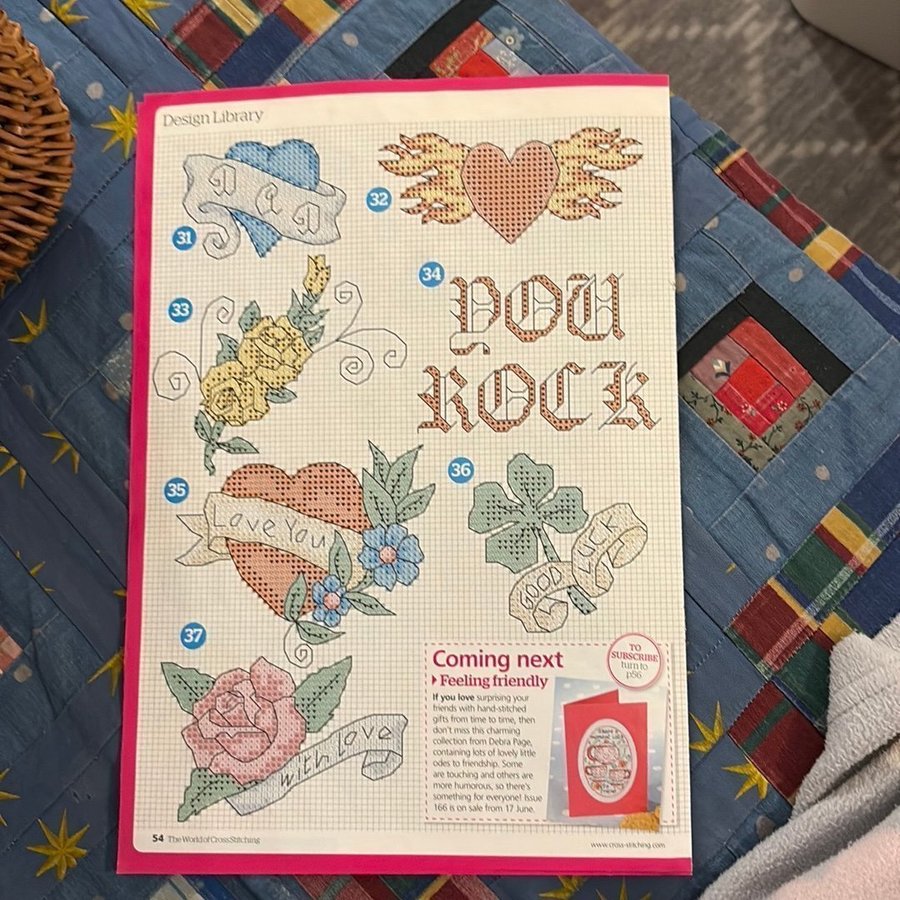 Design Library
31
DAD
32
33
34
YOU
ROCK
35
Love You
36
GOOD LUCK
37
with love
Coming next
Feeling friendly
If you love surprising your
friends with hand-stitched
gifts from time to time, then
don't miss this charming
collection from Debra Page,
containing lots of lovely little
odes to friendship. Some
are touching and others are
more humorous, so there's
something for everyone! Issue
166 is on sale from 17 June.
TO
SUBSCRIBE
turn to
p56
54 The World of Cross Stitching
www.cross-stitching.com